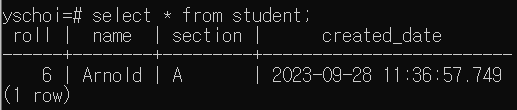 yschoi=# select * from student;
 roll |  name  | section |      created_date
------+--------+---------+-------------------------
    6 | Arnold | A       | 2023-09-28 11:36:57.749
(1 row)